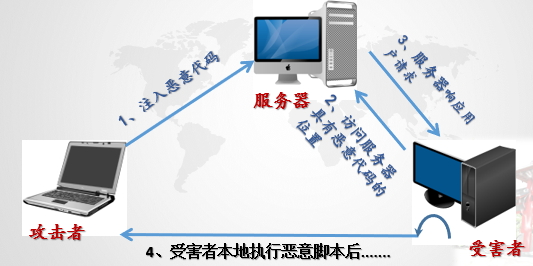 1、注入恶意代码
服务器
3、服务器响应用
户请求
2、访问服务器
具有恶意代码的
位置
攻击者
受害者
4、受害者本地执行恶意脚本后.......